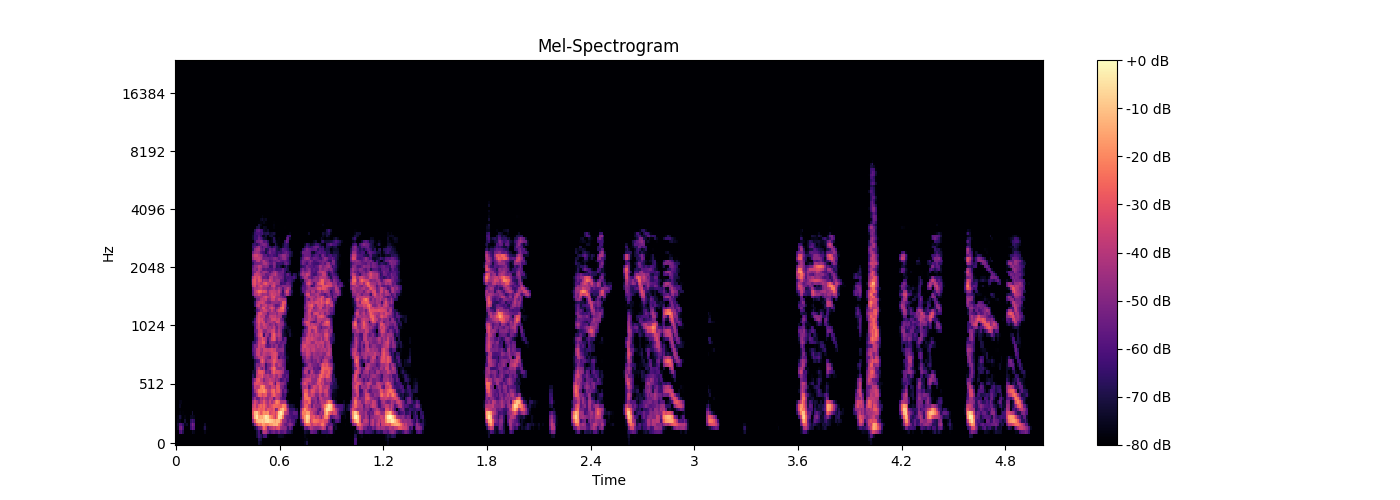 Mel-Spectrogram
16384
8192
4096
2048
1024
512
0
Hz
0 0.6 1.2 1.8 2.4 3 3.6 4.2 4.8
Time
+0 dB
-10 dB
-20 dB
-30 dB
-40 dB
-50 dB
-60 dB
-70 dB
-80 dB